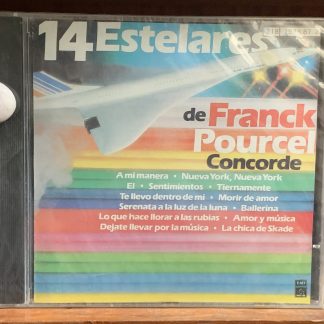 14 Estelares
de Franck
Pourcel
Concorde
A mi manera • Nueva York, Nueva York
El • Sentimientos • Tiernamente
Te llevo dentro de mi • Morir de amor
Serenata a la luz de la luna • Ballerina
Lo que hace llorar a las rubias • Amor y música
Dejate llevar por la música • La chica de Skade
EMI